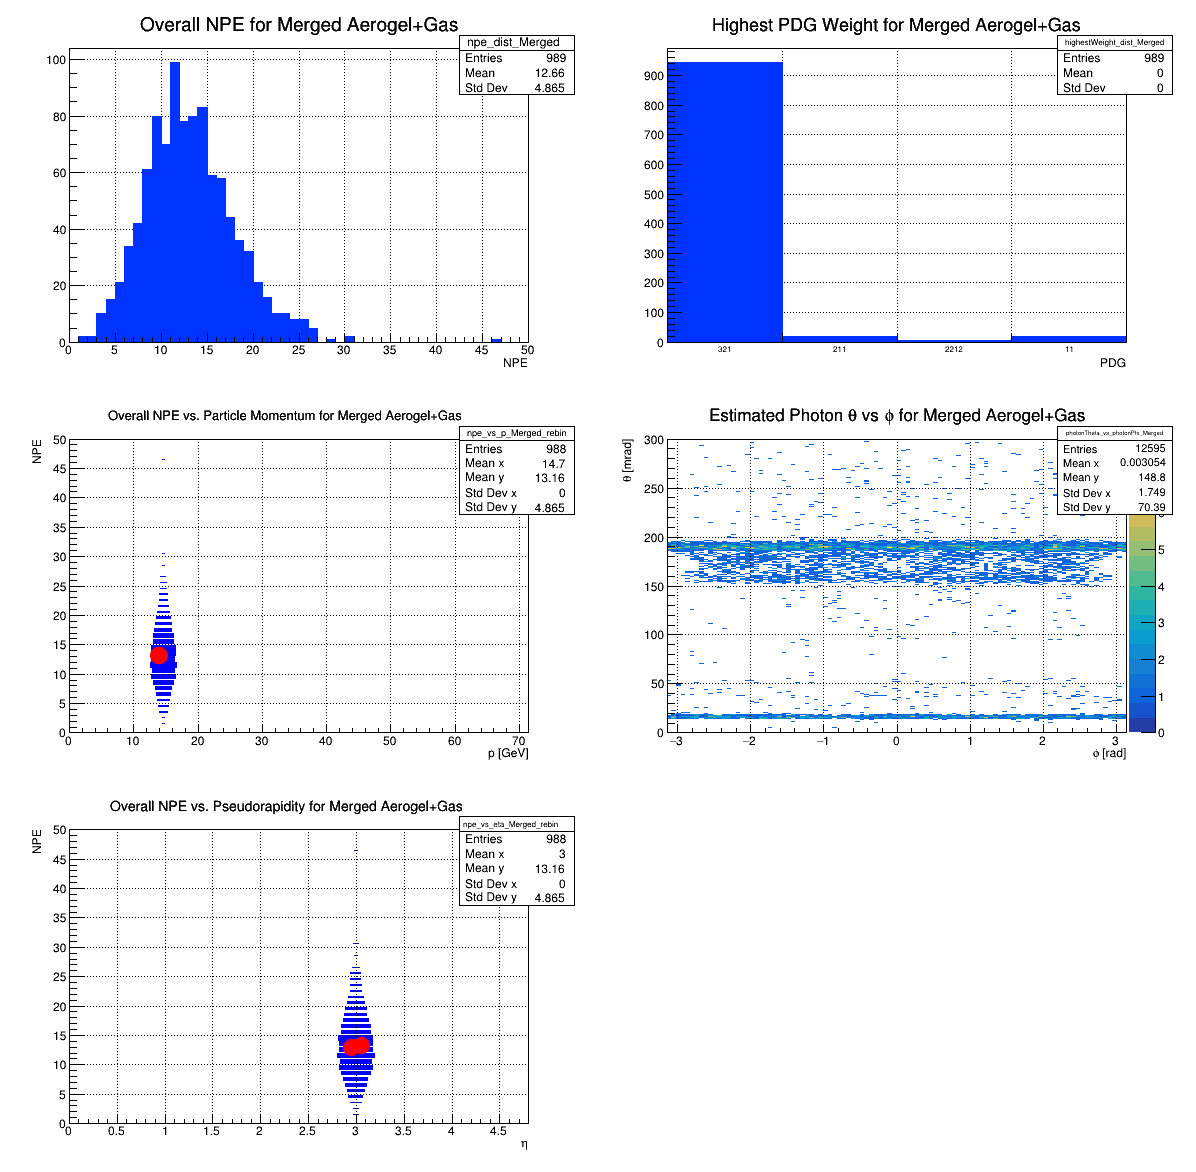 Overall NPE for Merged Aerogel+Gas
npe_dist_Merged
Entries 989
Mean 12.66
Std Dev 4.865
100
80
60
40
20
0
0 5 10 15 20 25 30 35 40 45 50
NPE
Highest PDG Weight for Merged Aerogel+Gas
highestWeight_dist_Merged
Entries 989
Mean 0
Std Dev 0
900
800
700
600
500
400
300
200
100
0
321 211 2212 11
PDG
Overall NPE vs. Particle Momentum for Merged Aerogel+Gas
npe_vs_p_Merged_rebin
Entries 988
Mean x 14.7
Mean y 13.16
Std Dev x 0
Std Dev y 4.865
NPE
50
45
40
35
30
25
20
15
10
5
0
0 10 20 30 40 50 60 70
p [GeV]
Estimated Photon θ vs ϕ for Merged Aerogel+Gas
photonTheta_vs_photonPhi_Merged
Entries 12595
Mean x 0.003054
Mean y 148.8
Std Dev x 1.749
Std Dev y 70.39
θ [mrad]
300
250
200
150
100
50
0
−3 −2 −1 0 1 2 3
ϕ [rad]
5
4
3
2
1
0
Overall NPE vs. Pseudorapidity for Merged Aerogel+Gas
npe_vs_eta_Merged_rebin
Entries 988
Mean x 3
Mean y 13.16
Std Dev x 0
Std Dev y 4.865
NPE
50
45
40
35
30
25
20
15
10
5
0
0 0.5 1 1.5 2 2.5 3 3.5 4 4.5
η